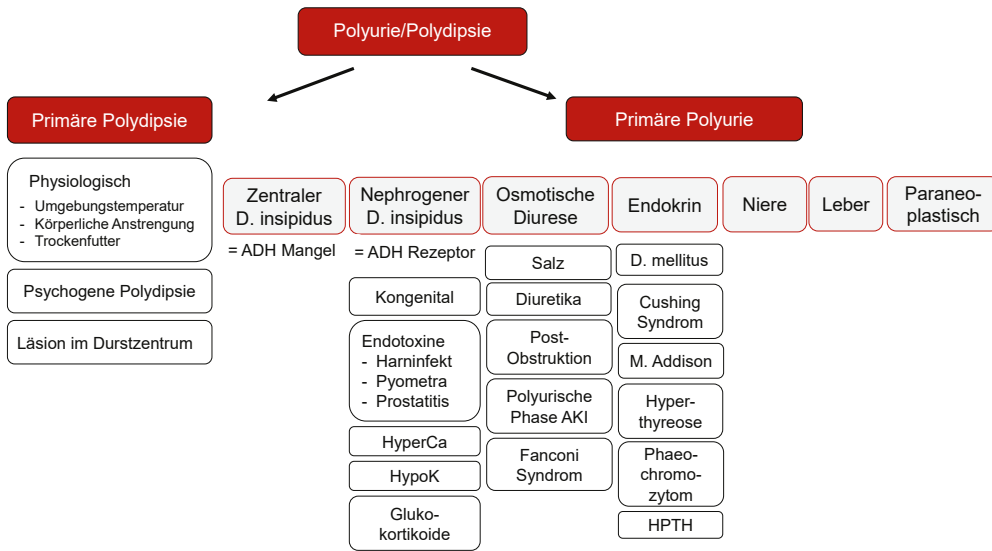 Polyurie/Polydipsie
Primäre Polydipsie
Primäre Polyurie
Physiologisch
- Umgebungstemperatur
- Körperliche Anstrengung
- Trockenfutter
Psychogene Polydipsie
Läsion im Durstzentrum
Zentraler
D. insipidus
= ADH Mangel
Nephrogener
D. insipidus
= ADH Rezeptor
Kongenital
Endotoxine
- Harninfekt
- Pyometra
- Prostatitis
HyperCa
HypoK
Gluko-
kortikoide
Osmotische
Diurese
Salz
Diuretika
Post-
Obstruktion
Polyurische
Phase AKI
Fanconi
Syndrom
Endokrin
D. mellitus
Cushing
Syndrom
M. Addison
Hyper-
thyreose
Phaeo-
chromo-
zytom
HPTH
Niere
Leber
Paraneo-
plastisch